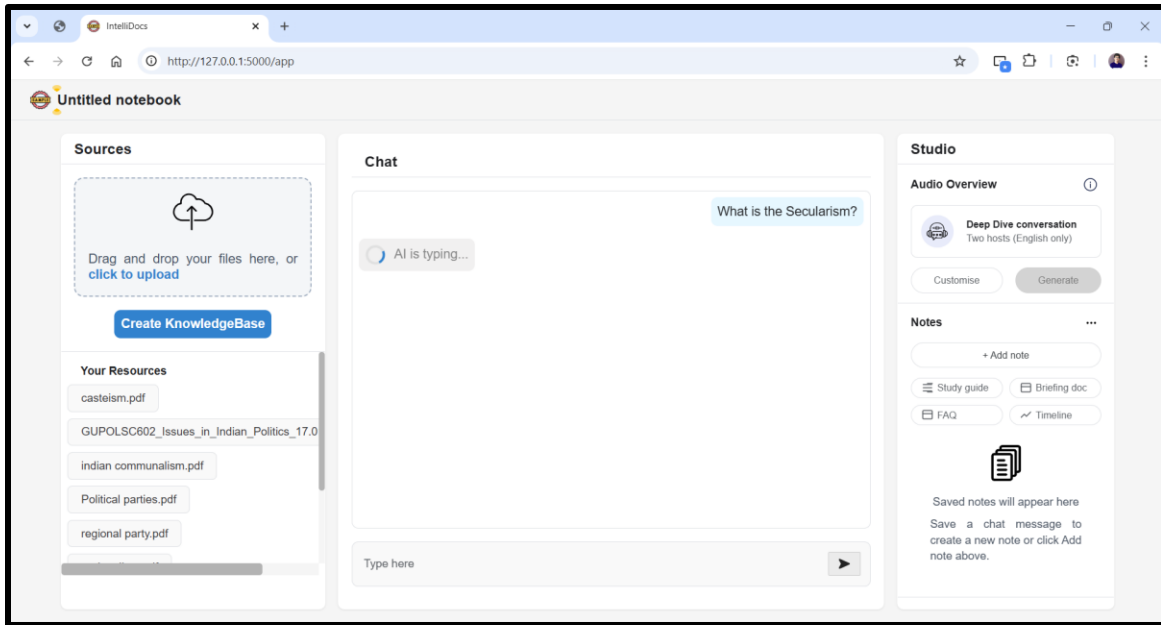 IntelliDocs
http://127.0.0.1:5000/app
Untitled notebook
Sources
Drag and drop your files here, or
click to upload
Create KnowledgeBase
Your Resources
casteism.pdf
GUPOLSC602_Issues_in_Indian_Politics_17.0
indian communalism.pdf
Political parties.pdf
regional party.pdf
Chat
What is the Secularism?
AI is typing...
Type here
Studio
Audio Overview
Deep Dive conversation
Two hosts (English only)
Customise
Generate
Notes
+ Add note
Study guide
Briefing doc
FAQ
Timeline
Saved notes will appear here
Save a chat message to
create a new note or click Add
note above.